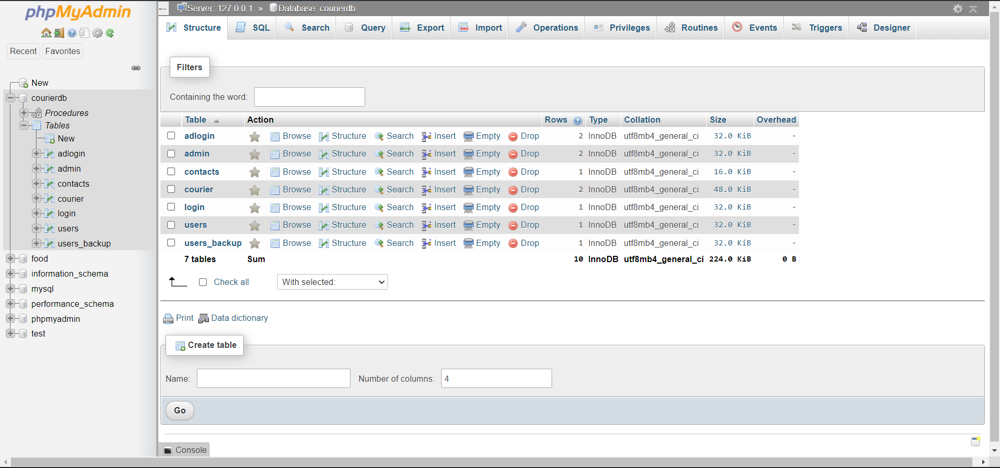 phpMyAdmin
Recent Favorites
New
courierdb
Procedures
Tables
New
adlogin
admin
contacts
courier
login
users
users_backup
food
information_schema
mysql
performance_schema
phpmyadmin
test
Server: 127.0.0.1 » Database: courierdb
Structure SQL Search Query Export Import Operations Privileges Routines Events Triggers Designer
Filters
Containing the word:
Table Action Rows Type Collation Size Overhead
adlogin Browse Structure Search Insert Empty Drop 2 InnoDB utf8mb4_general_ci 32.0 KiB -
admin Browse Structure Search Insert Empty Drop 2 InnoDB utf8mb4_general_ci 32.0 KiB -
contacts Browse Structure Search Insert Empty Drop 1 InnoDB utf8mb4_general_ci 16.0 KiB -
courier Browse Structure Search Insert Empty Drop 2 InnoDB utf8mb4_general_ci 48.0 KiB -
login Browse Structure Search Insert Empty Drop 1 InnoDB utf8mb4_general_ci 32.0 KiB -
users Browse Structure Search Insert Empty Drop 1 InnoDB utf8mb4_general_ci 32.0 KiB -
users_backup Browse Structure Search Insert Empty Drop 1 InnoDB utf8mb4_general_ci 32.0 KiB -
7 tables Sum 10 InnoDB utf8mb4_general_ci 224.0 KiB 0 B
Check all With selected:
Print Data dictionary
Create table
Name: Number of columns: 4
Go
Console